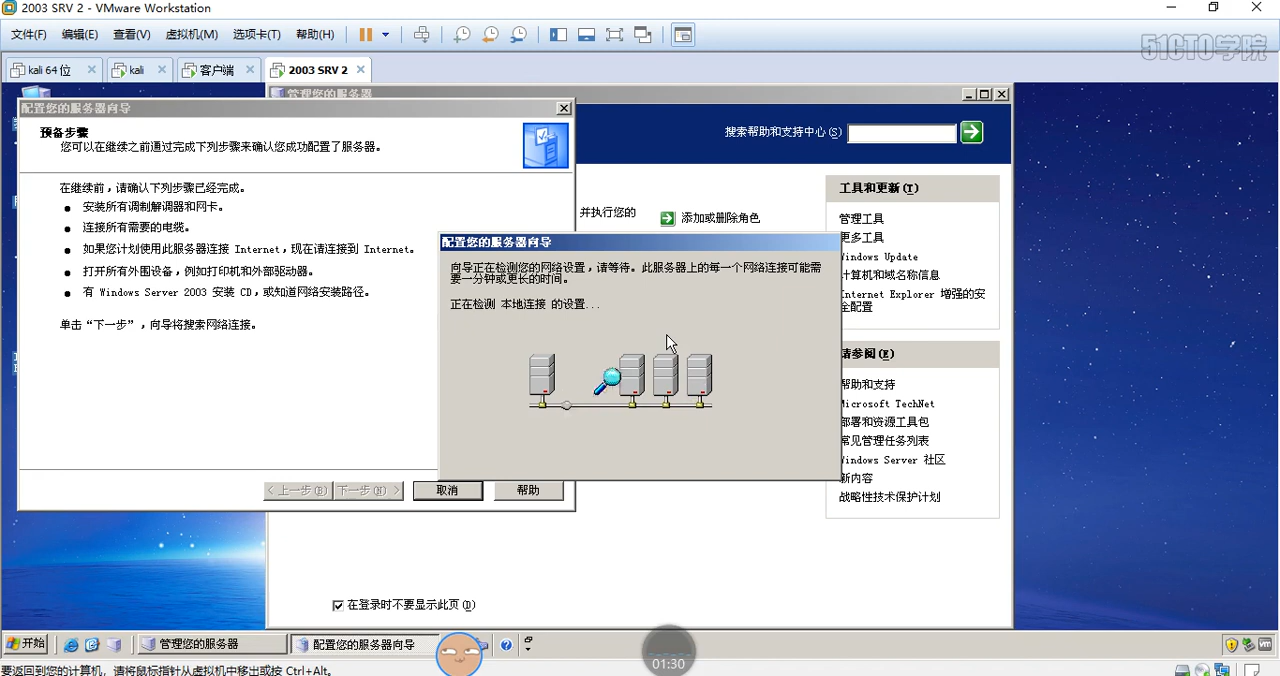 2003 SRV 2 - VMware Workstation
文件(F) 编辑(E) 查看(V) 虚拟机(M) 选项卡(T) 帮助(H)
51CTO学院
kali 64 位 kali 客户端 2003 SRV 2
管理您的服务器
配置您的服务器向导
预备步骤
您可以在继续之前通过完成下列步骤来确认您成功配置了服务器。
在继续前,请确认下列步骤已经完成。
安装所有调制解调器和网卡。
连接所有需要的电缆。
如果您计划使用此服务器连接 Internet,现在请连接到 Internet。
打开所有外围设备,例如打印机和外部驱动器。
有 Windows Server 2003 安装 CD,或知道网络安装路径。
单击“下一步”,向导将搜索网络连接。
< 上一步(B) 下一步(N) > 取消 帮助
搜索帮助和支持中心(S)
并执行您的
添加或删除角色
配置您的服务器向导
向导正在检测您的网络设置,请等待。此服务器上的每一个网络连接可能需
要一分钟或更长的时间。
正在检测 本地连接 的设置...
工具和更新(T)
管理工具
更多工具
Windows Update
计算机和域名称信息
Internet Explorer 增强的安
全配置
请参阅(E)
帮助和支持
Microsoft TechNet
部署和资源工具包
常见管理任务列表
Windows Server 社区
新内容
战略性技术保护计划
在登录时不要显示此页(D)
开始 管理您的服务器 配置您的服务器向导
01:30
要返回到您的计算机,请将鼠标指针从虚拟机中移出或按 Ctrl+Alt。